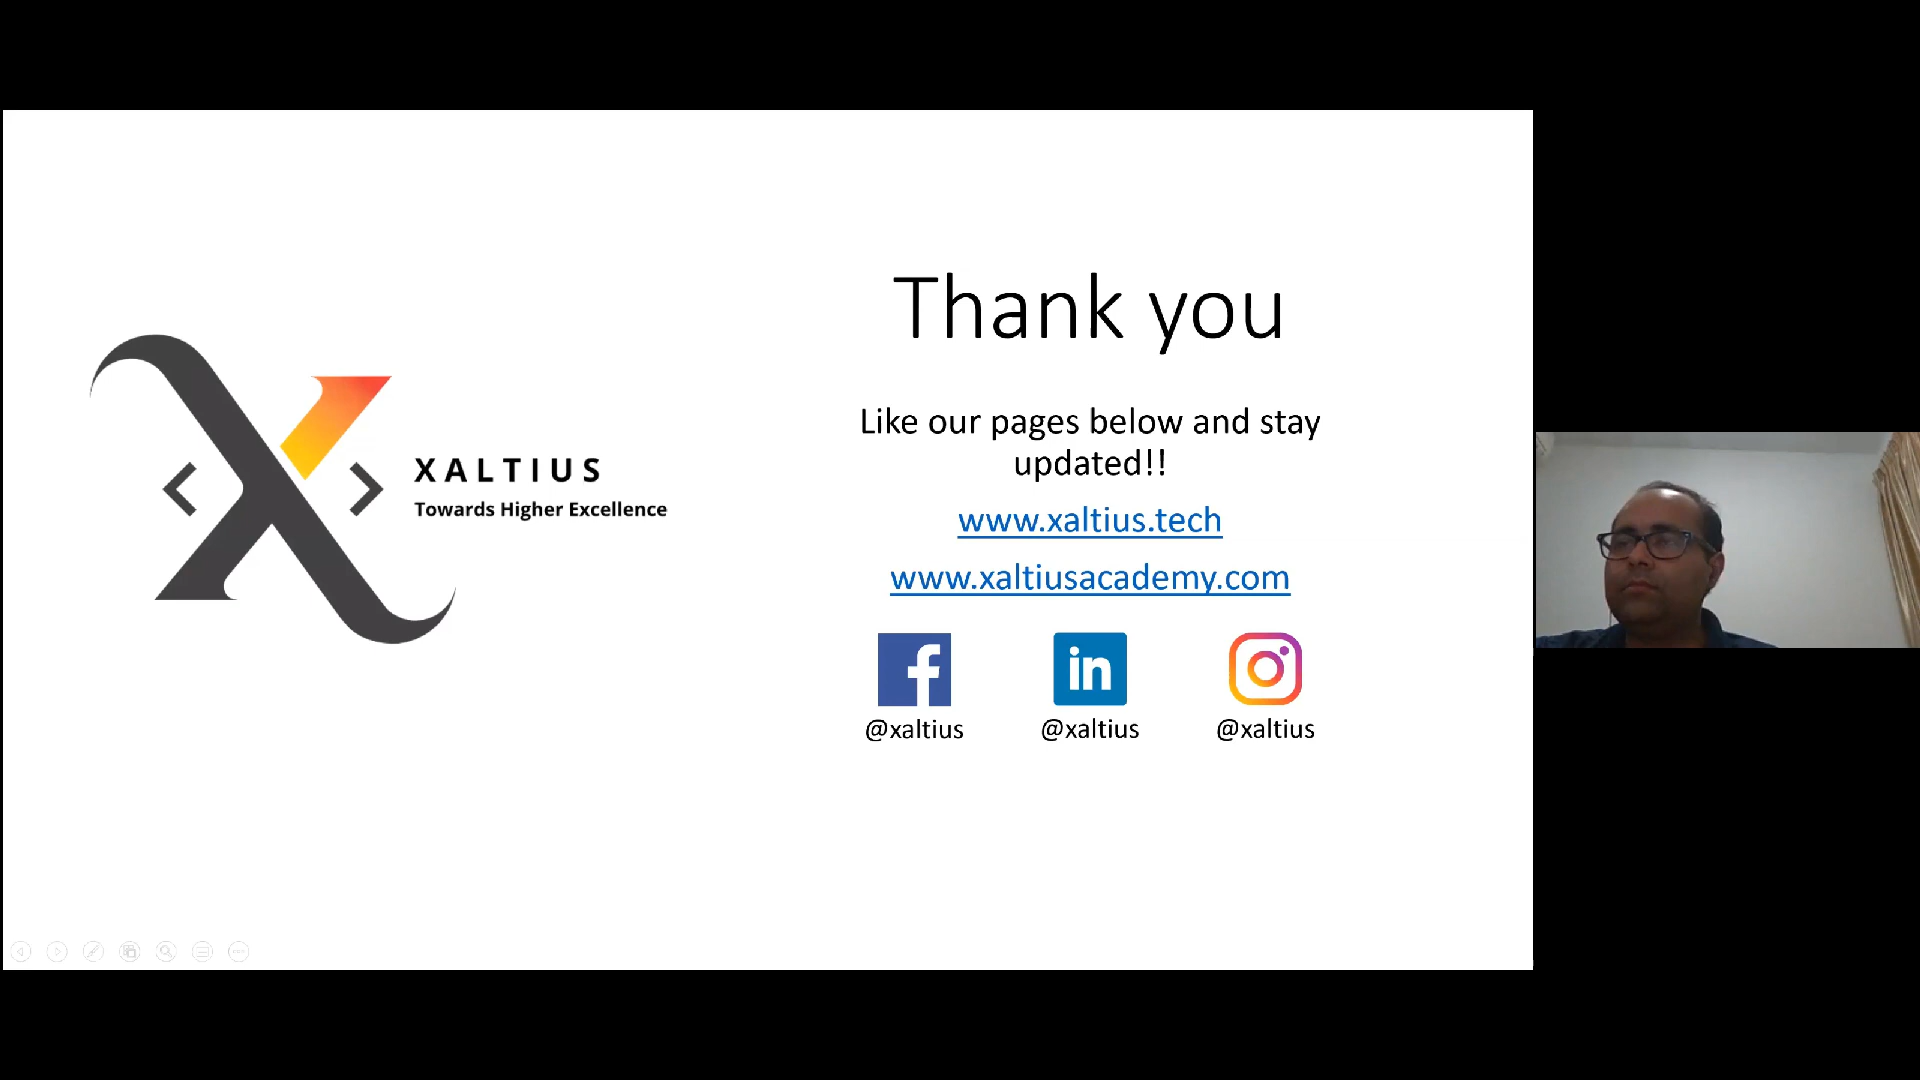 Thank you
Like our pages below and stay
updated!!
www.xaltius.tech
www.xaltiusacademy.com
XALTIUS
Towards Higher Excellence
@xaltius
@xaltius
@xaltius